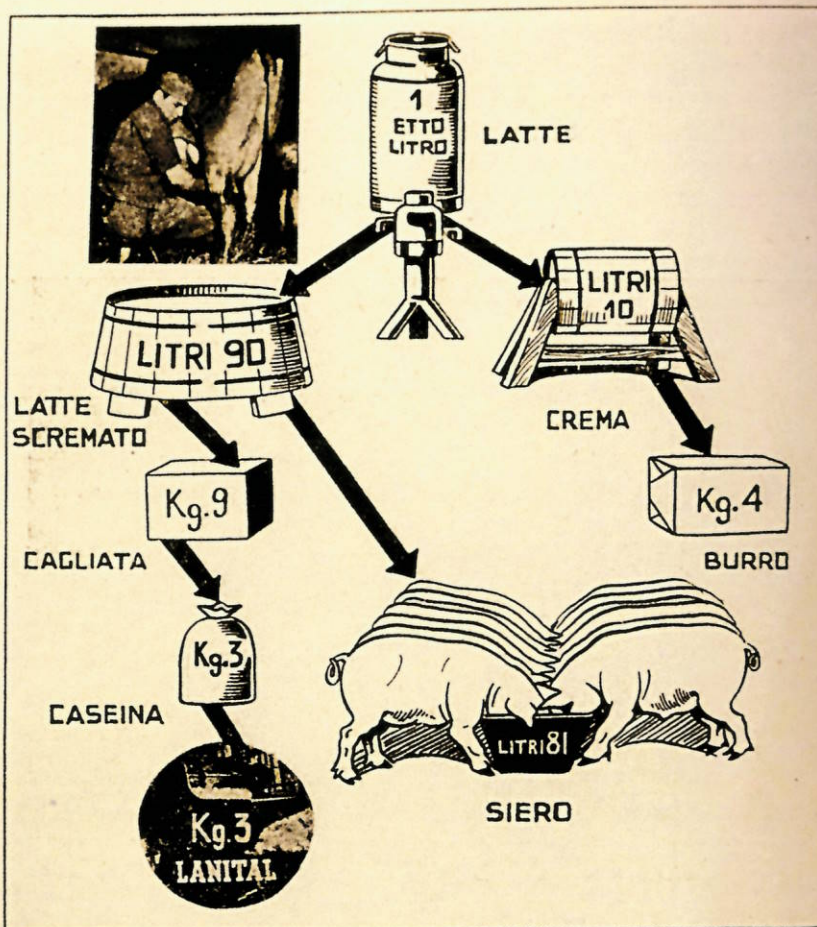 1
ETTO
LITRO
LATTE
LITRI 90
LITRI
10
LATTE
SCREMATO
CREMA
Kg.9
Kg.4
CAGLIATA
BURRO
Kg.3
CASEINA
LITRI 81
SIERO
Kg.3
LANITAL